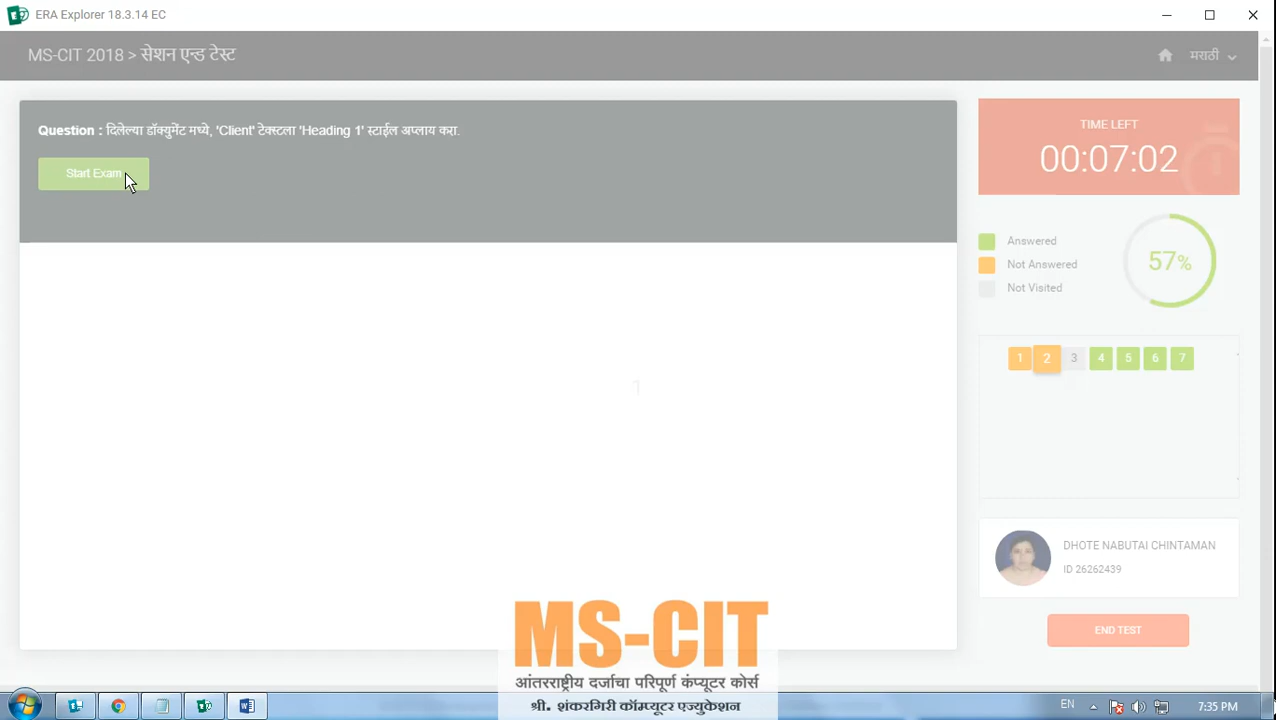 ERA Explorer 18.3.14 EC
MS-CIT 2018 > सेशन एन्ड टेस्ट
मराठी
Question : दिलेल्या डॉक्युमेंट मध्ये, 'Client' टेक्स्टला 'Heading 1' स्टाईल अप्लाय करा.
Start Exam
TIME LEFT
00:07:02
Answered
Not Answered
Not Visited
57%
1 2 3 4 5 6 7
DHOTE NABUTAI CHINTAMAN
ID 26262439
END TEST
MS-CIT
आंतरराष्ट्रीय दर्जाचा परिपूर्ण कंप्यूटर कोर्स
श्री. शंकरगिरी कॉम्प्यूटर एज्युकेशन
EN
7:35 PM